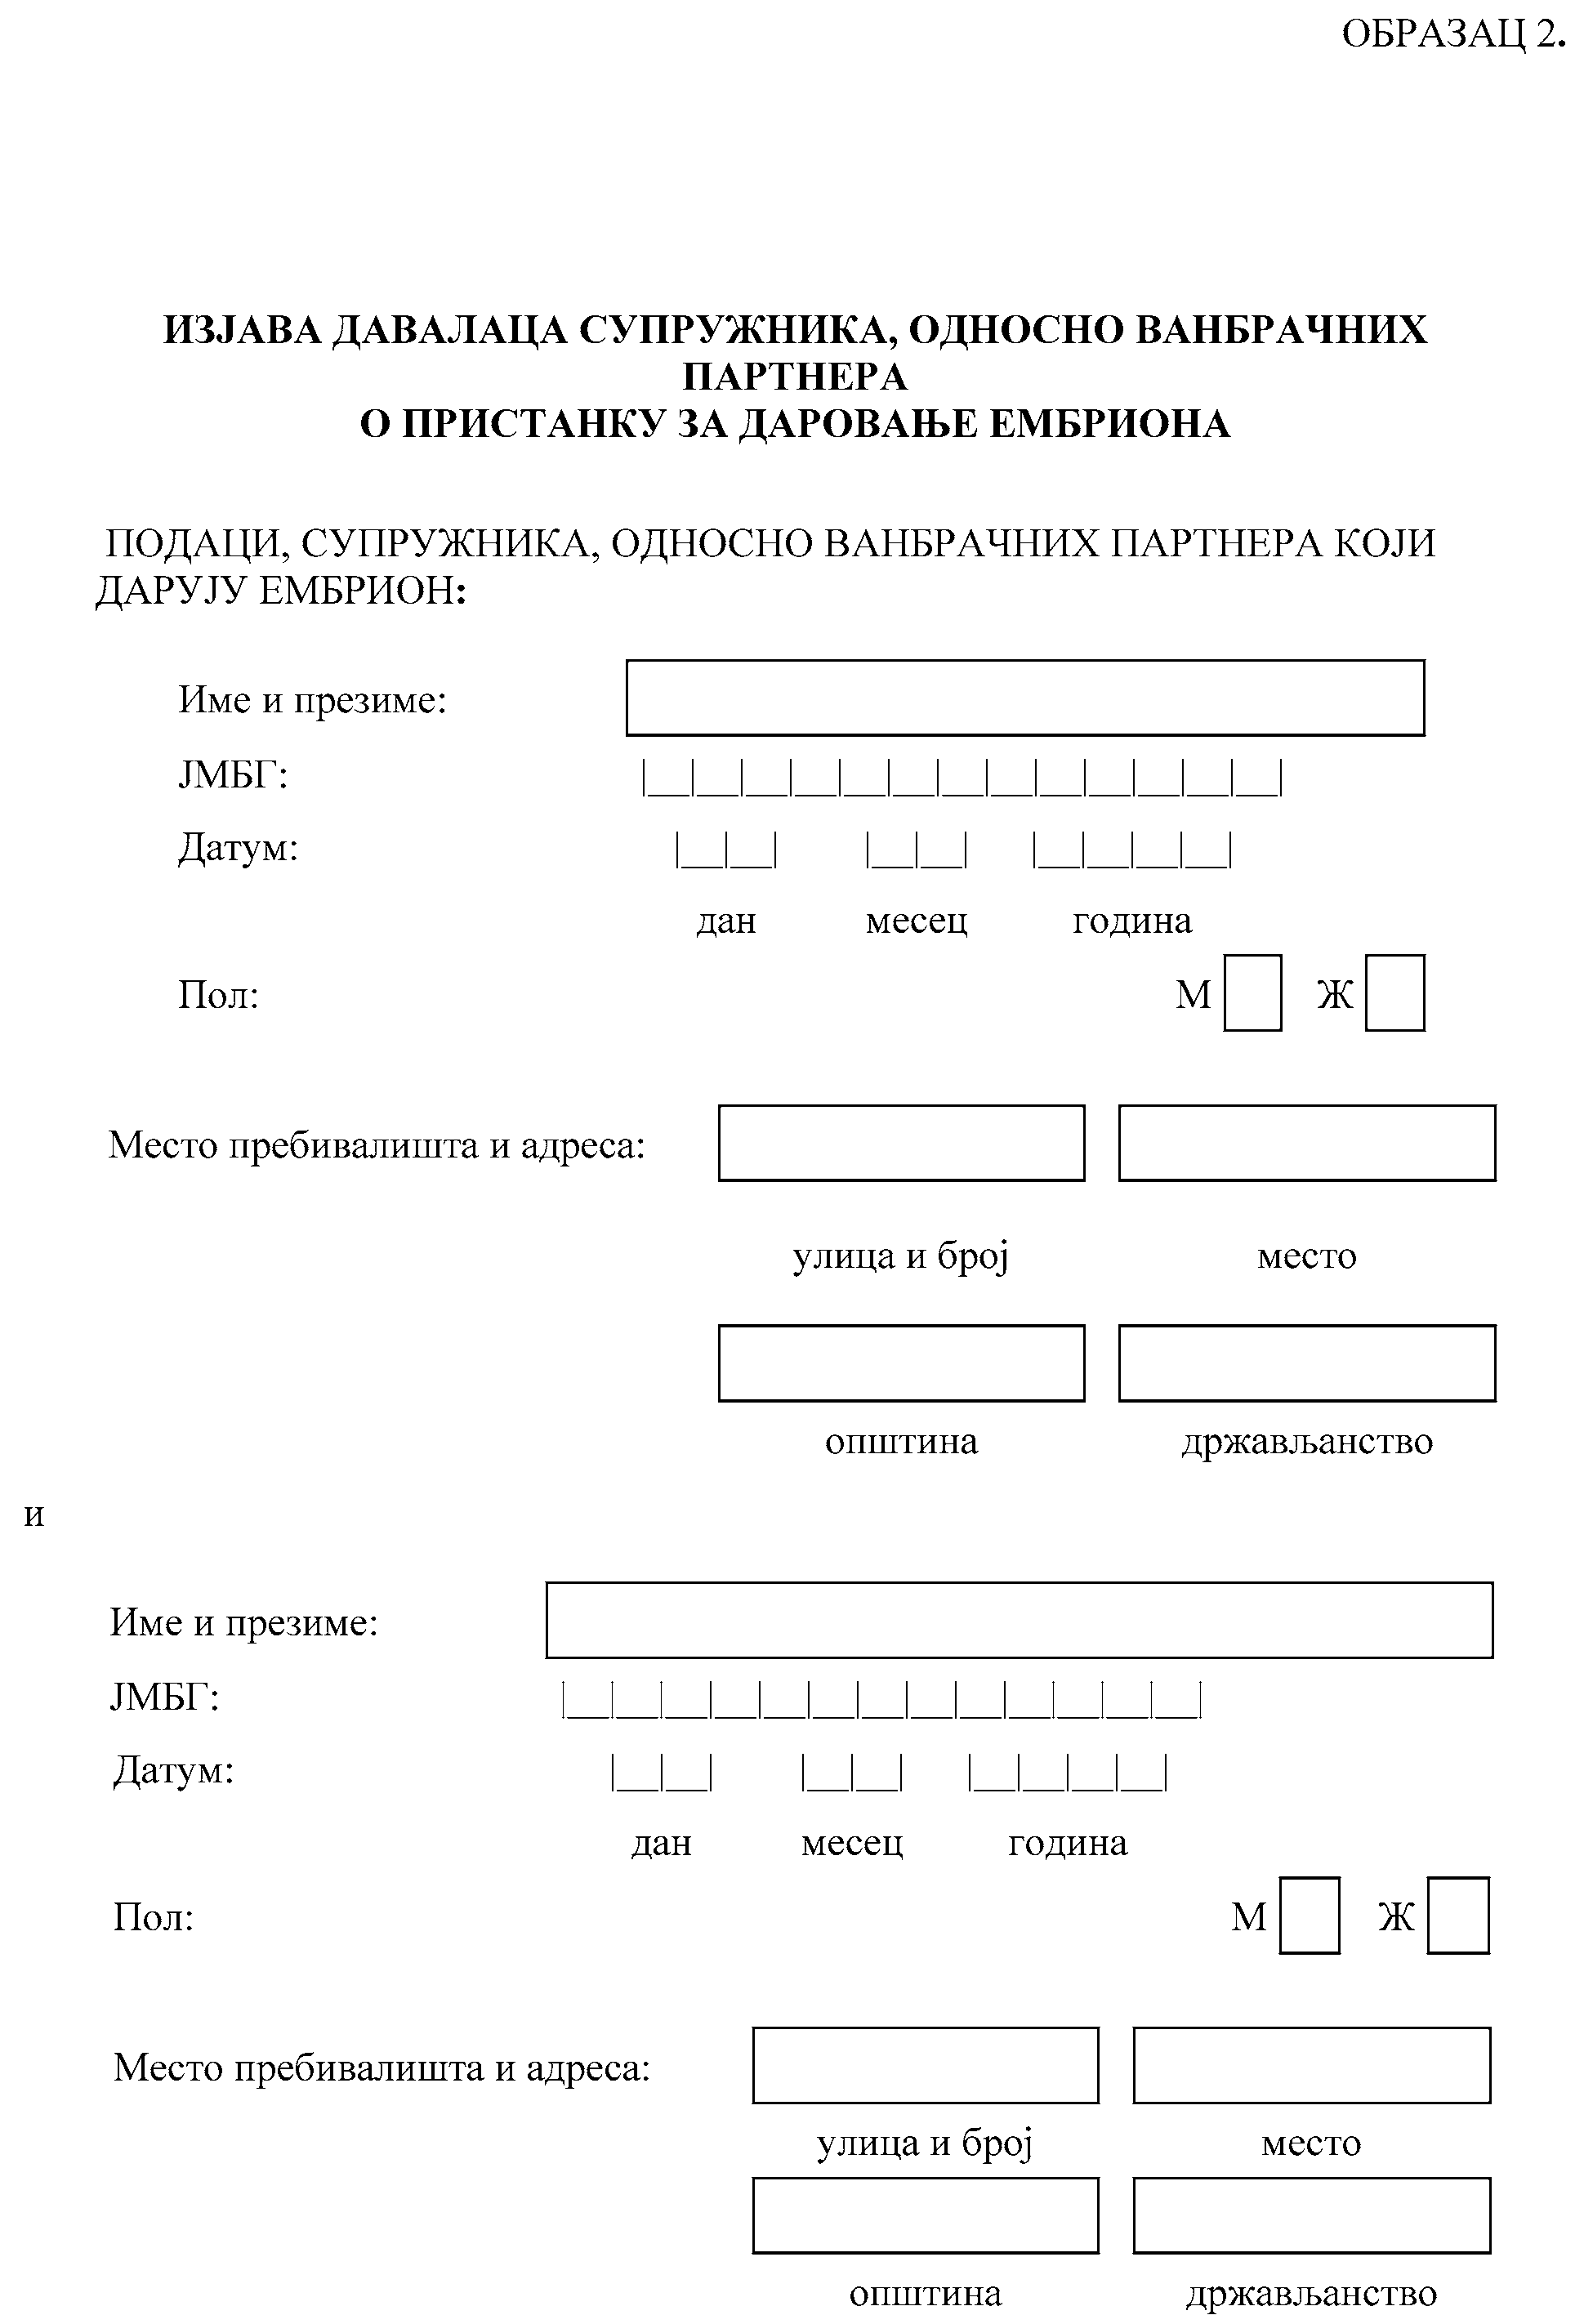 ОБРАЗАЦ 2.
ИЗЈАВА ДАВАЛАЦА СУПРУЖНИКА, ОДНОСНО ВАНБРАЧНИХ
ПАРТНЕРА
О ПРИСТАНКУ ЗА ДАРОВАЊЕ ЕМБРИОНА
ПОДАЦИ, СУПРУЖНИКА, ОДНОСНО ВАНБРАЧНИХ ПАРТНЕРА КОЈИ
ДАРУЈУ ЕМБРИОН:
Име и презиме:
ЈМБГ:
Датум:
дан месец година
Пол: М Ж
Место пребивалишта и адреса:
улица и број место
општина држављанство
и
Име и презиме:
ЈМБГ:
Датум:
дан месец година
Пол: М Ж
Место пребивалишта и адреса:
улица и број место
општина држављанство